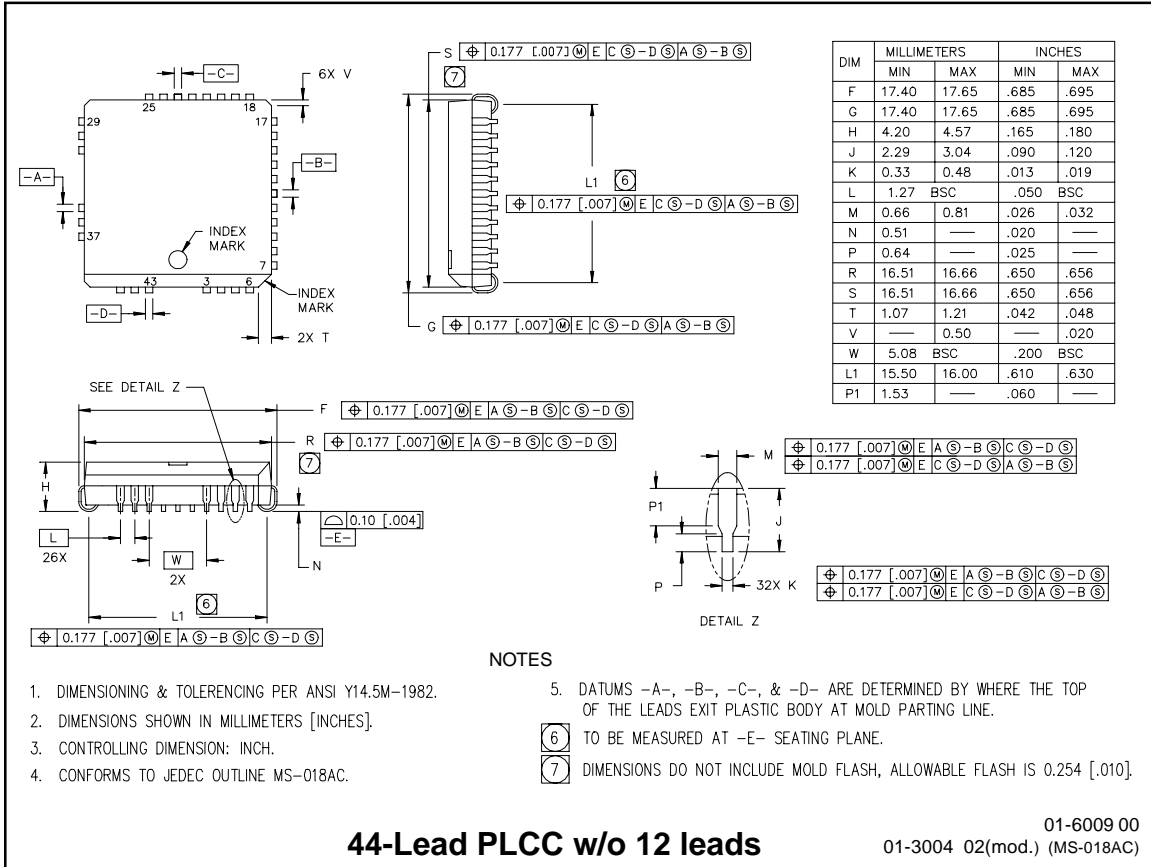 -C-
6X V
25
18
29
17
-A-
-B-
37
INDEX
MARK
7
43
3
6
INDEX
MARK
-D-
2X T
S ⌖ 0.177 [.007]Ⓜ E C Ⓢ-D Ⓢ A Ⓢ-B Ⓢ
7
L1 6
⌖ 0.177 [.007]Ⓜ E C Ⓢ-D Ⓢ A Ⓢ-B Ⓢ
G ⌖ 0.177 [.007]Ⓜ E C Ⓢ-D Ⓢ A Ⓢ-B Ⓢ
DIM MILLIMETERS INCHES
MIN MAX MIN MAX
F 17.40 17.65 .685 .695
G 17.40 17.65 .685 .695
H 4.20 4.57 .165 .180
J 2.29 3.04 .090 .120
K 0.33 0.48 .013 .019
L 1.27 BSC .050 BSC
M 0.66 0.81 .026 .032
N 0.51 — .020 —
P 0.64 — .025 —
R 16.51 16.66 .650 .656
S 16.51 16.66 .650 .656
T 1.07 1.21 .042 .048
V — 0.50 — .020
W 5.08 BSC .200 BSC
L1 15.50 16.00 .610 .630
P1 1.53 — .060 —
SEE DETAIL Z
F ⌖ 0.177 [.007]Ⓜ E A Ⓢ-B Ⓢ C Ⓢ-D Ⓢ
R ⌖ 0.177 [.007]Ⓜ E A Ⓢ-B Ⓢ C Ⓢ-D Ⓢ
7
H
⌓ 0.10 [.004]
-E-
L
26X
W
2X
N
L1 6
⌖ 0.177 [.007]Ⓜ E A Ⓢ-B Ⓢ C Ⓢ-D Ⓢ
M ⌖ 0.177 [.007]Ⓜ E A Ⓢ-B Ⓢ C Ⓢ-D Ⓢ
⌖ 0.177 [.007]Ⓜ E C Ⓢ-D Ⓢ A Ⓢ-B Ⓢ
P1
J
P
32X K
⌖ 0.177 [.007]Ⓜ E A Ⓢ-B Ⓢ C Ⓢ-D Ⓢ
⌖ 0.177 [.007]Ⓜ E C Ⓢ-D Ⓢ A Ⓢ-B Ⓢ
DETAIL Z
NOTES
1. DIMENSIONING & TOLERENCING PER ANSI Y14.5M-1982.
2. DIMENSIONS SHOWN IN MILLIMETERS [INCHES].
3. CONTROLLING DIMENSION: INCH.
4. CONFORMS TO JEDEC OUTLINE MS-018AC.
5. DATUMS -A-, -B-, -C-, & -D- ARE DETERMINED BY WHERE THE TOP
OF THE LEADS EXIT PLASTIC BODY AT MOLD PARTING LINE.
6 TO BE MEASURED AT -E- SEATING PLANE.
7 DIMENSIONS DO NOT INCLUDE MOLD FLASH, ALLOWABLE FLASH IS 0.254 [.010].
44-Lead PLCC w/o 12 leads
01-6009 00
01-3004 02(mod.) (MS-018AC)